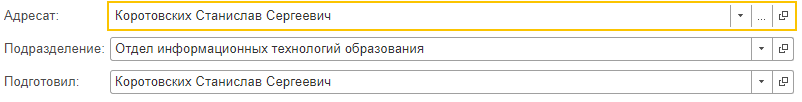 Адресат: Коротовских Станислав Сергеевич ...
Подразделение: Отдел информационных технологий образования
Подготовил: Коротовских Станислав Сергеевич